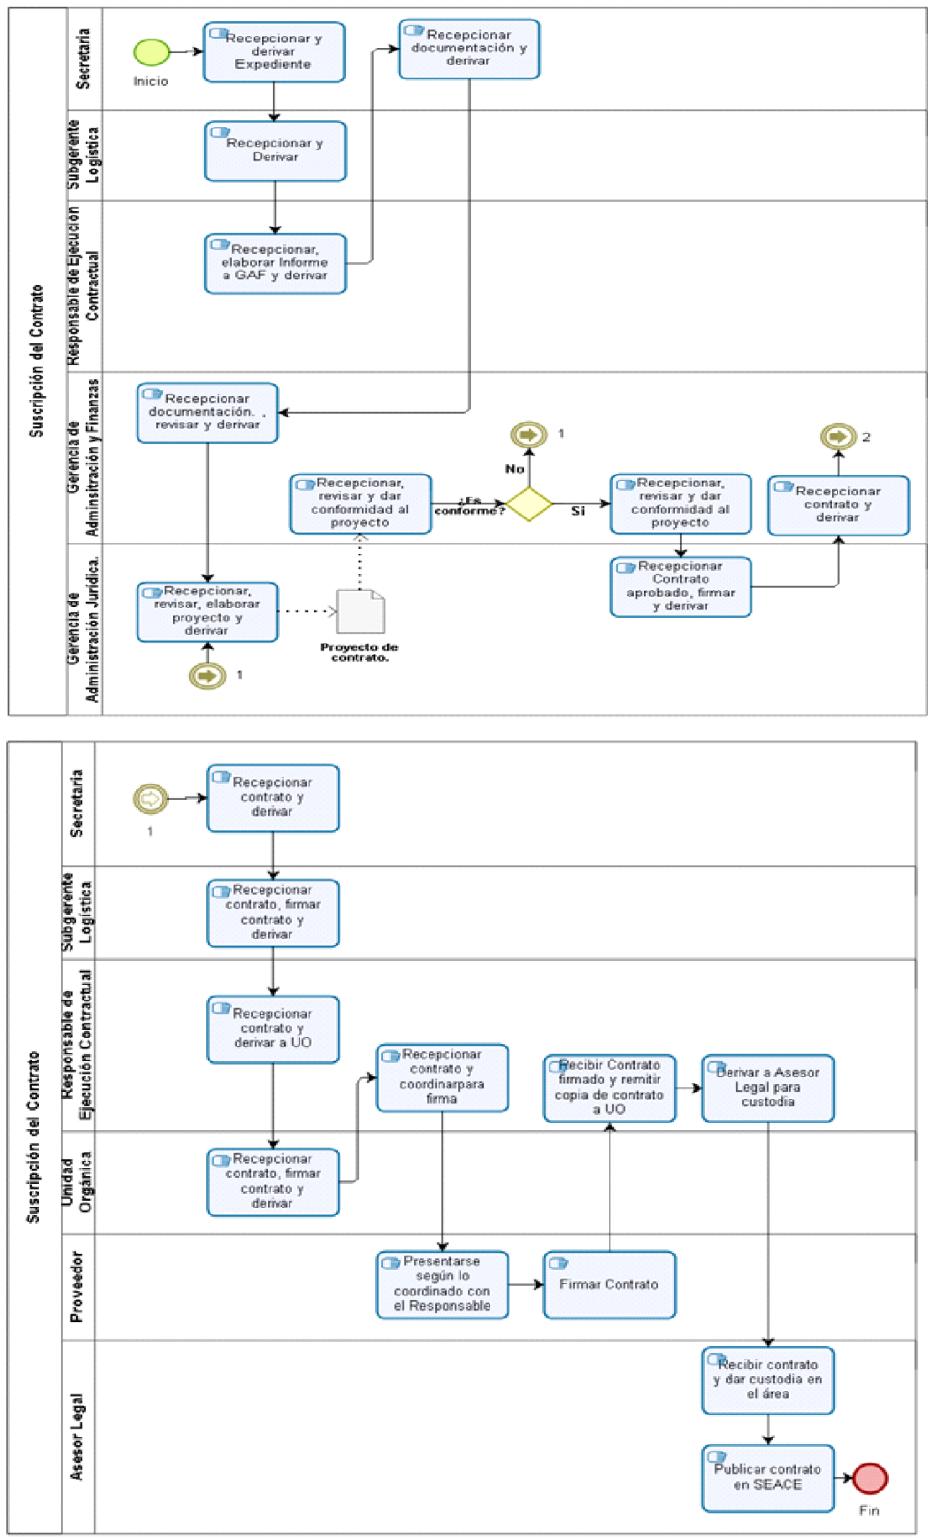 Suscripción del Contrato
Secretaria
Inicio
Recepcionar y
derivar
Expediente
Recepcionar
documentación y
derivar
Subgerente
Logística
Recepcionar y
Derivar
Responsable de Ejecución
Contractual
Recepcionar,
elaborar Informe
a GAF y derivar
Gerencia de
Adminsitración y Finanzas
Recepcionar
documentación. ,
revisar y derivar
Recepcionar,
revisar y dar
conformidad al
proyecto
¿Es
conforme?
No
1
Si
Recepcionar,
revisar y dar
conformidad al
proyecto
2
Recepcionar
contrato y
derivar
Gerencia de
Administración Jurídica.
Recepcionar,
revisar, elaborar
proyecto y
derivar
1
Proyecto de
contrato.
Recepcionar
Contrato
aprobado, firmar
y derivar
Suscripción del Contrato
Secretaria
1
Recepcionar
contrato y
derivar
Subgerente
Logística
Recepcionar
contrato, firmar
contrato y
derivar
Responsable de
Ejecución Contractual
Recepcionar
contrato y
derivar a UO
Recepcionar
contrato y
coordinarpara
firma
Recibir Contrato
firmado y remitir
copia de contrato
a UO
Derivar a Asesor
Legal para
custodia
Unidad
Orgánica
Recepcionar
contrato, firmar
contrato y
derivar
Proveedor
Presentarse
según lo
coordinado con
el Responsable
Firmar Contrato
Asesor Legal
Recibir contrato
y dar custodia en
el área
Publicar contrato
en SEACE
Fin